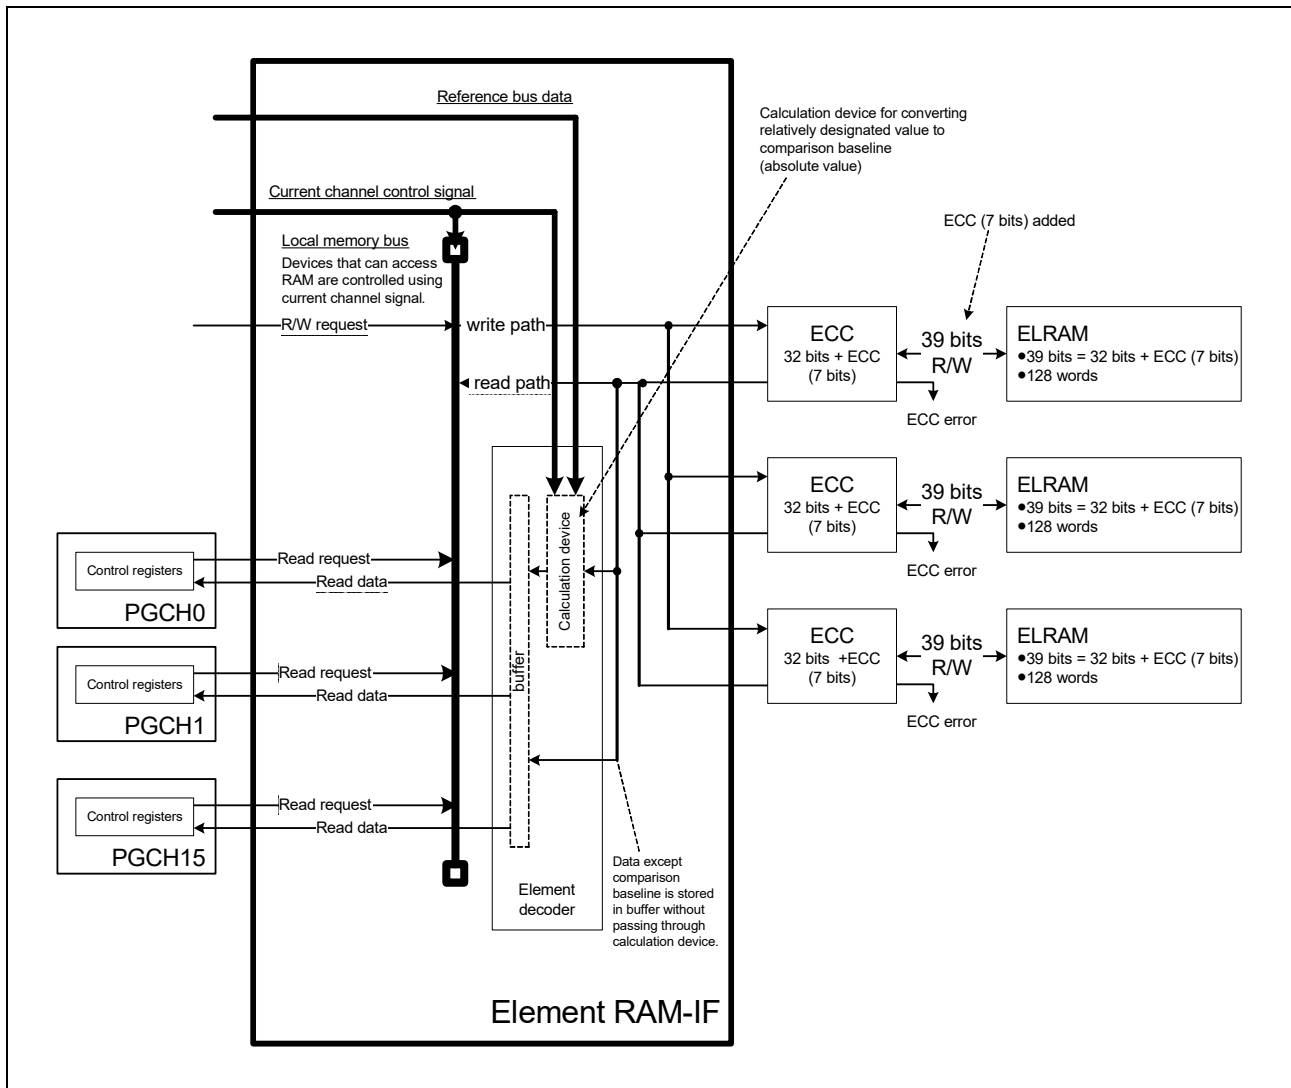 Reference bus data
Calculation device for converting
relatively designated value to
comparison baseline
(absolute value)
Current channel control signal
ECC (7 bits) added
Local memory bus
Devices that can access
RAM are controlled using
current channel signal.
R/W request
write path
read path
ECC
32 bits + ECC
(7 bits)
39 bits
R/W
ELRAM
●39 bits = 32 bits + ECC (7 bits)
●128 words
ECC error
ECC
32 bits + ECC
(7 bits)
39 bits
R/W
ELRAM
●39 bits = 32 bits + ECC (7 bits)
●128 words
ECC error
ECC
32 bits +ECC
(7 bits)
39 bits
R/W
ELRAM
●39 bits = 32 bits + ECC (7 bits)
●128 words
ECC error
Calculation device
buffer
Control registers
PGCH0
Read request
Read data
Control registers
PGCH1
Read request
Read data
Control registers
PGCH15
Read request
Read data
Element
decoder
Data except
comparison
baseline is stored
in buffer without
passing through
calculation device.
Element RAM-IF